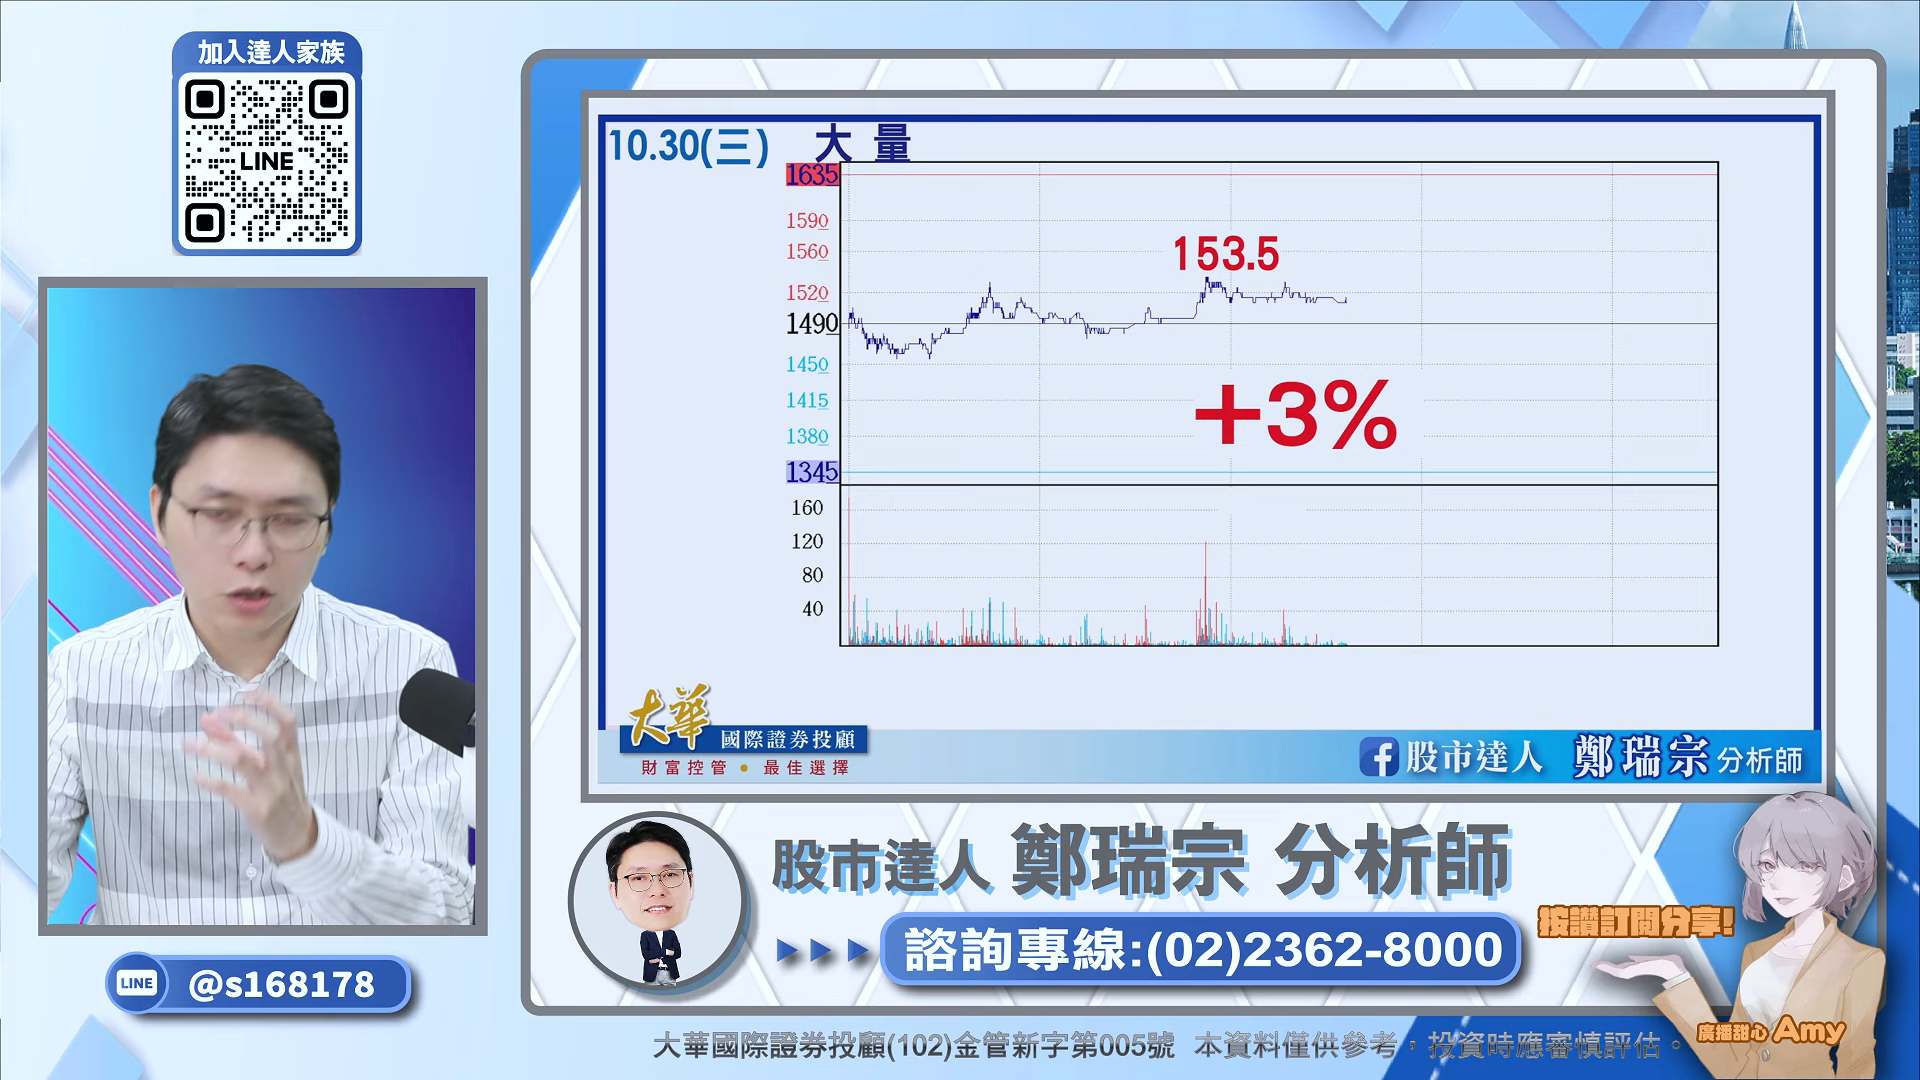 加入達人家族
LINE
10.30(三) 大量
1635
1590
1560
153.5
1520
1490
1450
1415
+3%
1380
1345
160
120
80
40
大華
國際證券投顧
財富控管 • 最佳選擇
f 股市達人 鄭瑞宗 分析師
股市達人 鄭瑞宗 分析師
按讚訂閱分享!
諮詢專線:(02)2362-8000
LINE @s168178
廣播甜心 Amy
大華國際證券投顧(102)金管新字第005號 本資料僅供參考，投資時應審慎評估。